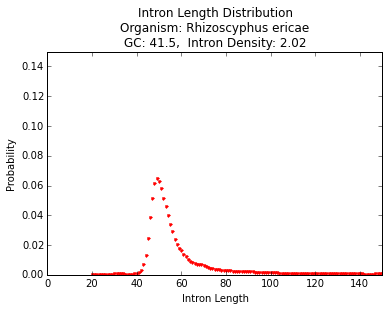 Intron Length Distribution
Organism: Rhizoscyphus ericae
GC: 41.5,  Intron Density: 2.02
0.14
0.12
0.10
0.08
0.06
0.04
0.02
0.00
Probability
0 20 40 60 80 100 120 140
Intron Length